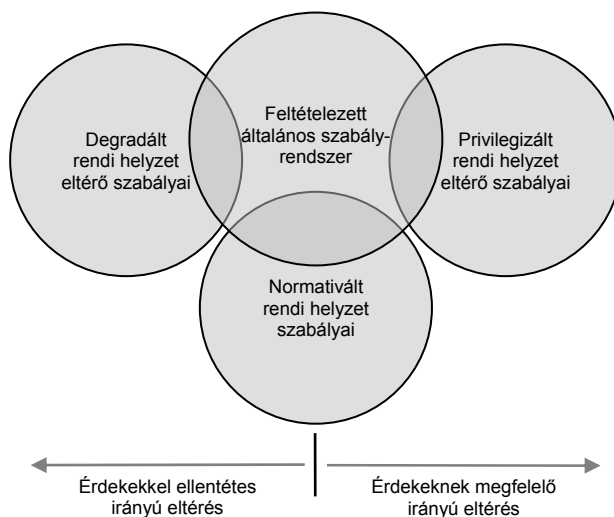 Degradált
rendi helyzet
eltérő szabályai
Feltételezett
általános szabály-
rendszer
Privilegizált
rendi helyzet
eltérő szabályai
Normativált
rendi helyzet
szabályai
Érdekekkel ellentétes
irányú eltérés
Érdekeknek megfelelő
irányú eltérés